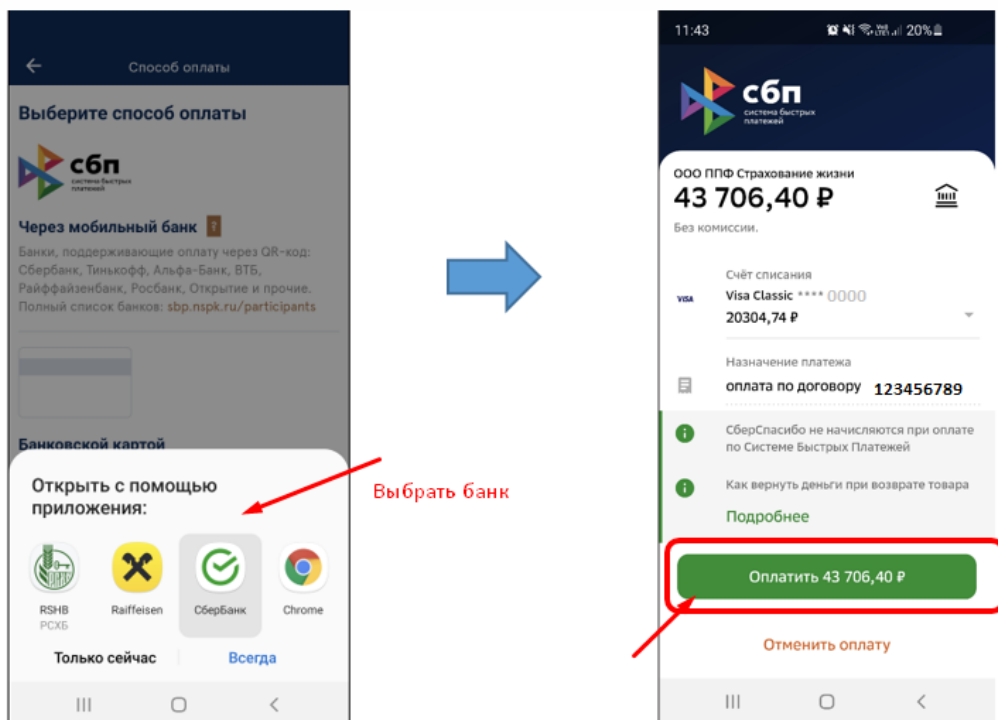 Способ оплаты
Выберите способ оплаты
сбп
система быстрых
платежей
Через мобильный банк
Банки, поддерживающие оплату через QR-код:
Сбербанк, Тинькофф, Альфа-Банк, ВТБ,
Райффайзенбанк, Росбанк, Открытие и прочие.
Полный список банков: sbp.nspk.ru/participants
Банковской картой
Открыть с помощью
приложения:
RSHB
РСХБ
Raiffeisen
СберБанк
Chrome
Только сейчас
Всегда
Выбрать банк
11:43
20%
сбп
система быстрых
платежей
ООО ППФ Страхование жизни
43 706,40 ₽
Без комиссии.
Счёт списания
VISA
Visa Classic **** 0000
20304,74 ₽
Назначение платежа
оплата по договору 123456789
СберСпасибо не начисляются при оплате
по Системе Быстрых Платежей
Как вернуть деньги при возврате товара
Подробнее
Оплатить 43 706,40 ₽
Отменить оплату